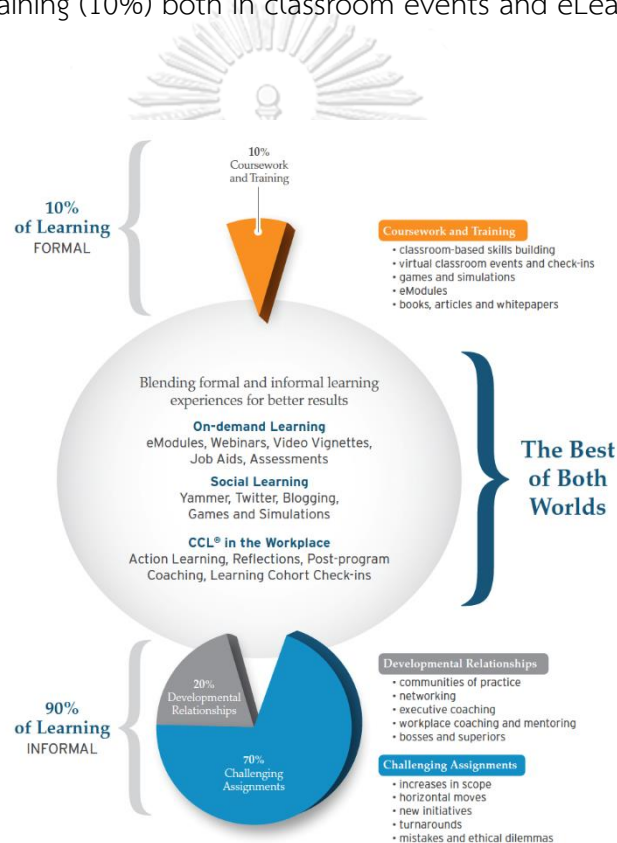 aining (10%) both in classroom events and eLea
10%
Coursework
and Training
10%
of Learning
FORMAL
Coursework and Training
• classroom-based skills building
• virtual classroom events and check-ins
• games and simulations
• eModules
• books, articles and whitepapers
Blending formal and informal learning
experiences for better results
On-demand Learning
eModules, Webinars, Video Vignettes,
Job Aids, Assessments
Social Learning
Yammer, Twitter, Blogging,
Games and Simulations
CCL® in the Workplace
Action Learning, Reflections, Post-program
Coaching, Learning Cohort Check-ins
The Best
of Both
Worlds
90%
of Learning
INFORMAL
20%
Developmental
Relationships
70%
Challenging
Assignments
Developmental Relationships
• communities of practice
• networking
• executive coaching
• workplace coaching and mentoring
• bosses and superiors
Challenging Assignments
• increases in scope
• horizontal moves
• new initiatives
• turnarounds
• mistakes and ethical dilemmas